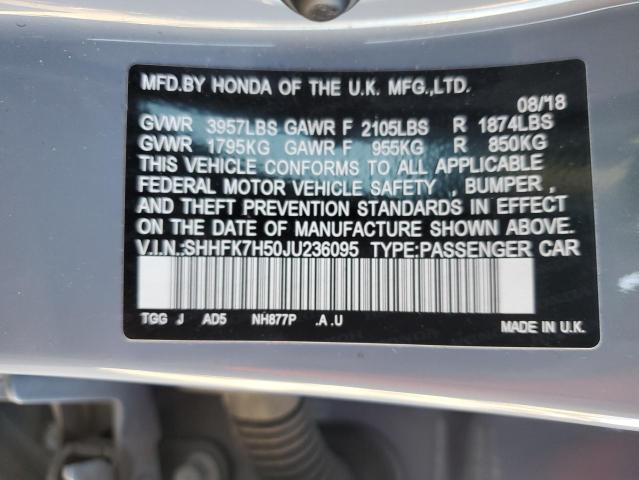 MFD.BY HONDA OF THE U.K. MFG.,LTD.
08/18
GVWR 3957LBS GAWR F 2105LBS R 1874LBS
GVWR 1795KG GAWR F 955KG R 850KG
THIS VEHICLE CONFORMS TO ALL APPLICABLE
FEDERAL MOTOR VEHICLE SAFETY , BUMPER ,
AND THEFT PREVENTION STANDARDS IN EFFECT
ON THE DATE OF MANUFACTURE SHOWN ABOVE.
V.I.N.:SHHFK7H50JU236095 TYPE:PASSENGER CAR
TGG J AD5 NH877P .A .U
MADE IN U.K.